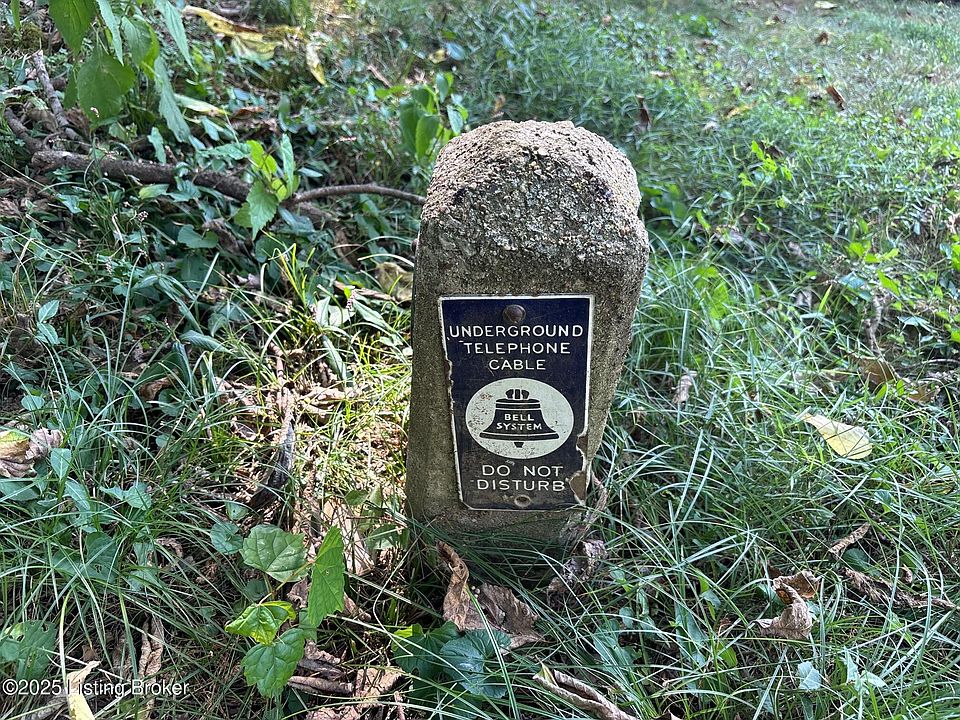 UNDERGROUND
TELEPHONE
CABLE
BELL
SYSTEM
DO NOT
DISTURB
©2025 Listing Broker